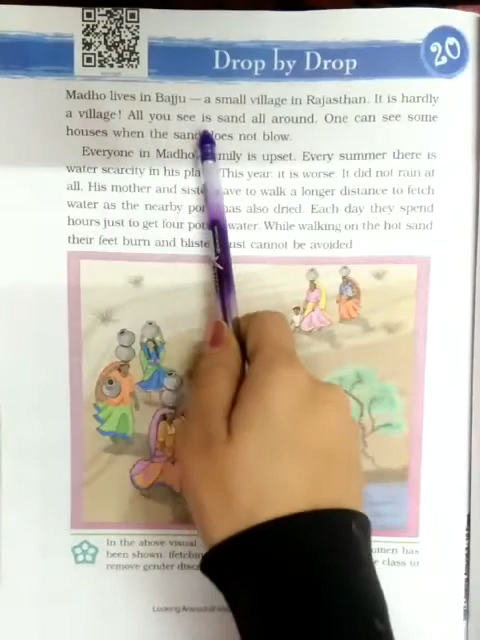 Drop by Drop
20
Madho lives in Bajju — a small village in Rajasthan. It is hardly
a village! All you see is sand all around. One can see some
houses when the sand does not blow.
Everyone in Madho family is upset. Every summer there is
water scarcity in his pla This year, it is worse. It did not rain at
all. His mother and sist have to walk a longer distance to fetch
water as the nearby pon has also dried. Each day they spend
hours just to get four pot water. While walking on the hot sand
their feet burn and bliste ust cannot be avoided
In the above visual
been shown. omen has
remove gender e class to
Looking Around